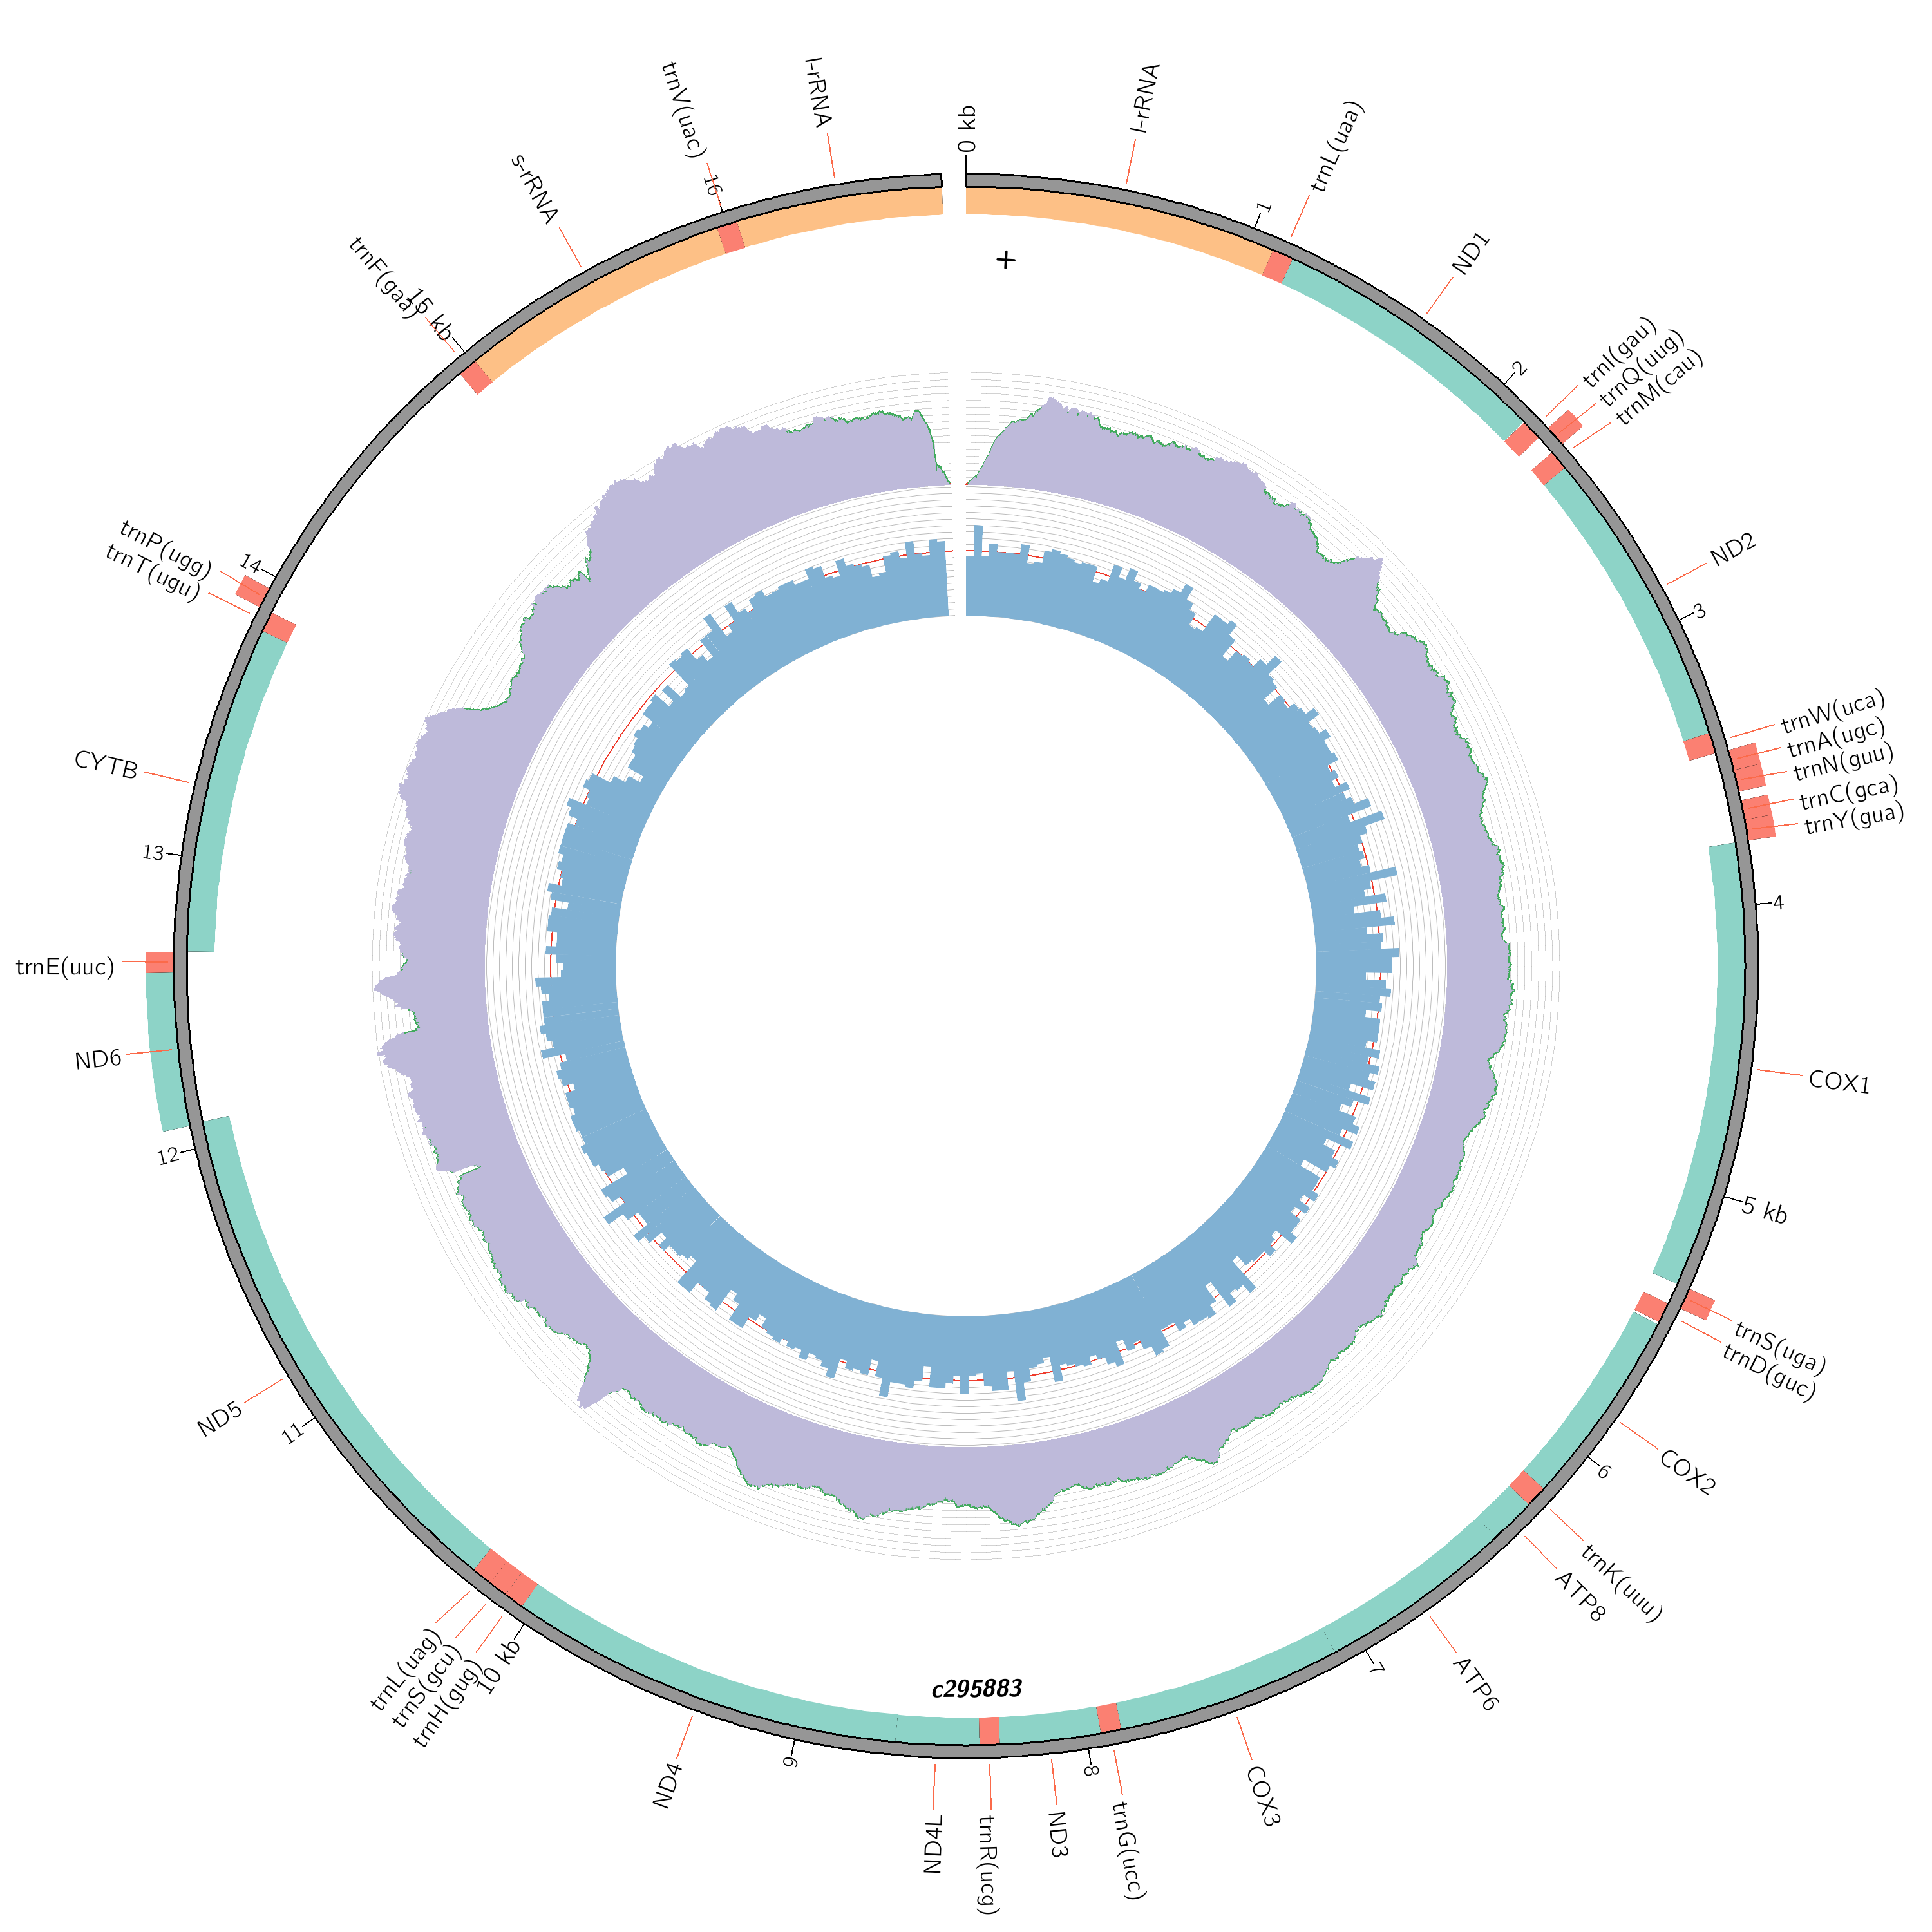 0 kb
l-rRNA
1
trnL(uaa)
ND1
2
trnI(gau)
trnQ(uug)
trnM(cau)
ND2
3
trnW(uca)
trnA(ugc)
trnN(guu)
trnC(gca)
trnY(gua)
4
COX1
5 kb
trnS(uga)
trnD(guc)
COX2
6
trnK(uuu)
ATP8
ATP6
7
COX3
trnG(ucc)
8
ND3
trnR(ucg)
ND4L
9
ND4
10 kb
trnH(gug)
trnS(gcu)
trnL(uag)
11
ND5
12
ND6
trnE(uuc)
13
CYTB
trnT(ugu)
trnP(ugg)
14
15 kb
trnF(gaa)
s-rRNA
16
trnV(uac)
l-rRNA
+
c295883